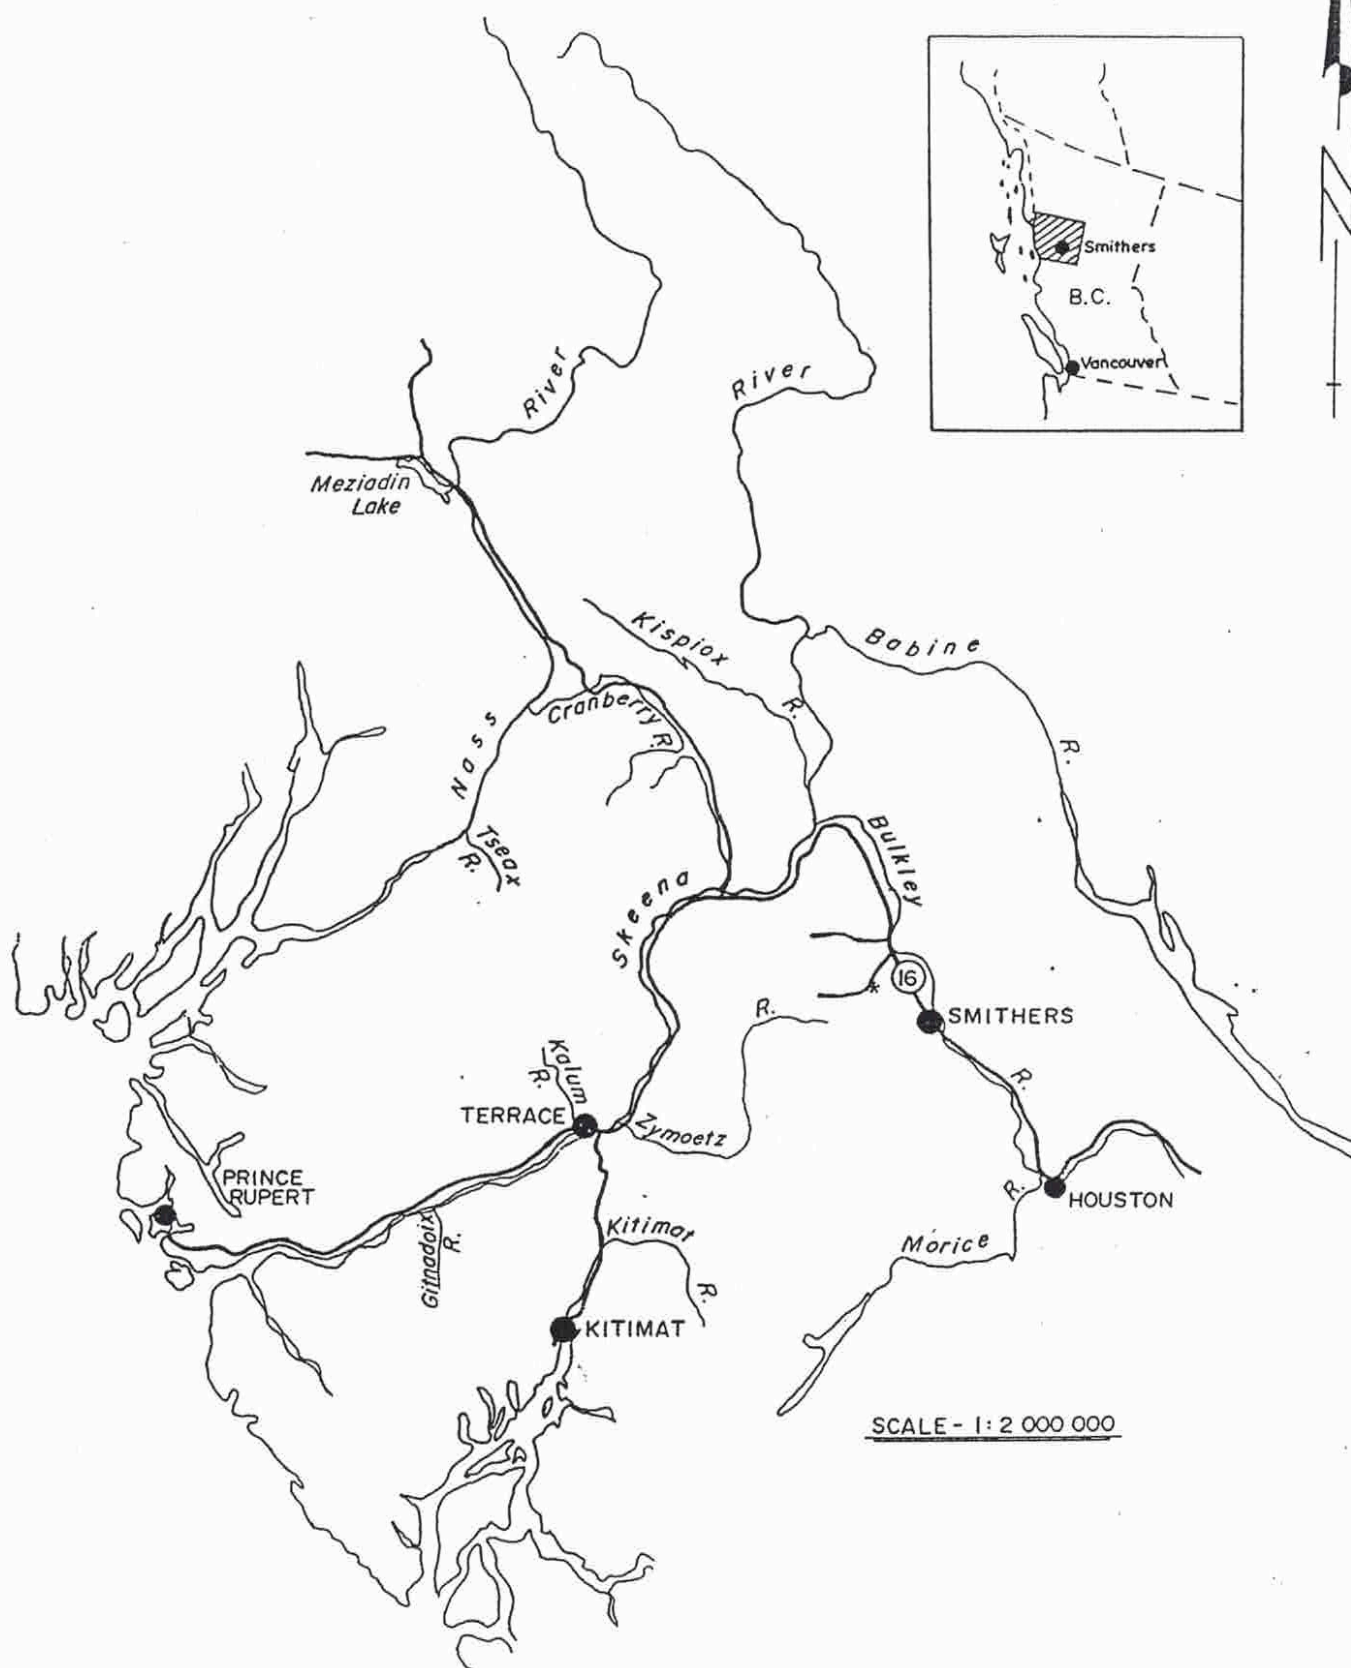 N
Smithers
B.C.
Vancouver
River
River
Meziadin
Lake
Kispiox
R.
Babine
R.
Cranberry
R.
Nass
Tseax
R.
Bulkley
Skeena
16
*
SMITHERS
R.
R.
Kalum
R.
TERRACE
Zymoetz
PRINCE
RUPERT
R.
HOUSTON
Gitnadoix
R.
Kitimat
R.
Morice
KITIMAT
SCALE - 1:2 000 000